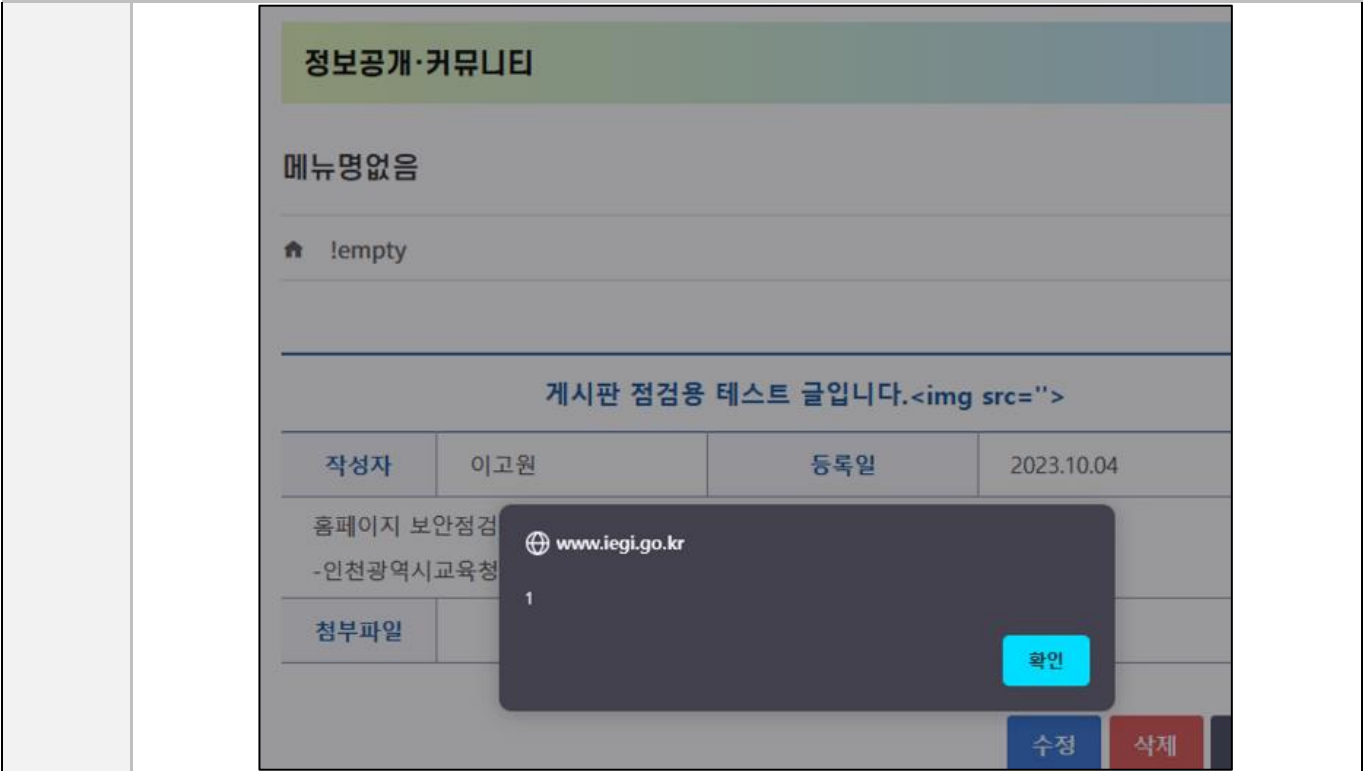 정보공개·커뮤니티
메뉴명없음
!empty
게시판 점검용 테스트 글입니다.<img src=''>
작성자 이고원 등록일 2023.10.04
홈페이지 보안점검
-인천광역시교육청
www.iegi.go.kr
1
첨부파일
확인
수정 삭제